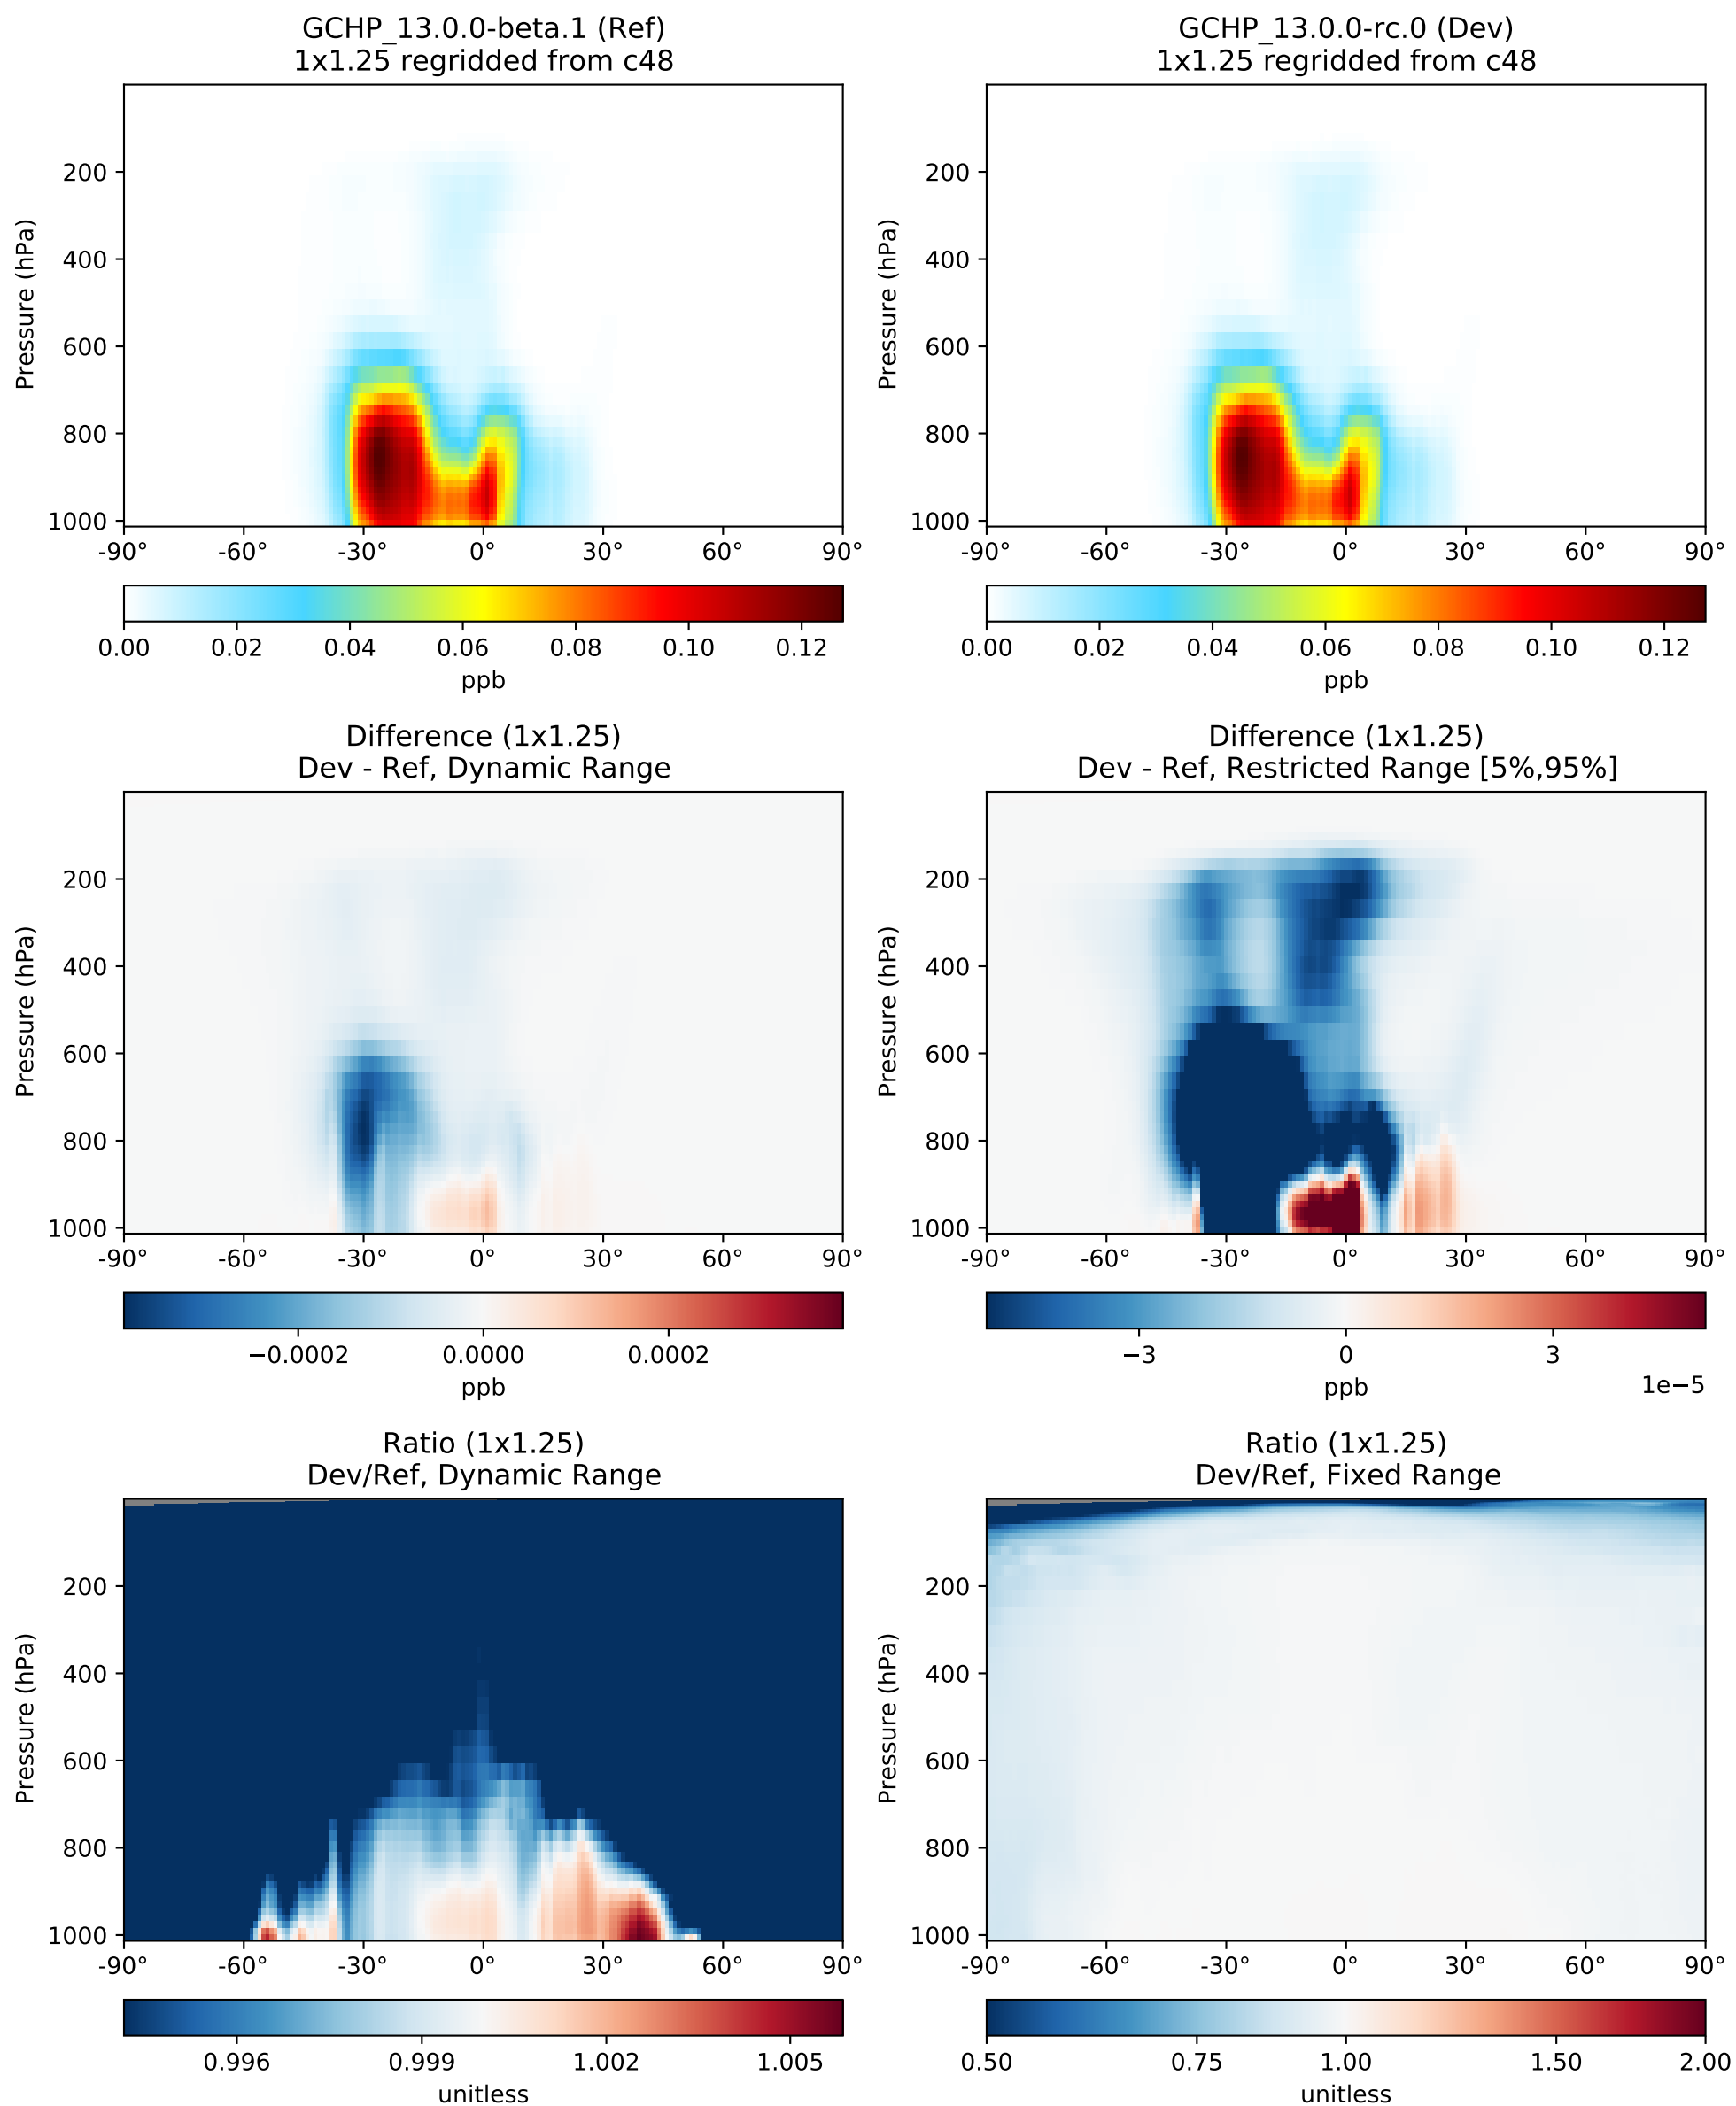 GCHP_13.0.0-beta.1 (Ref)
1x1.25 regridded from c48
Pressure (hPa)
200
400
600
800
1000
-90° -60° -30° 0° 30° 60° 90°
0.00 0.02 0.04 0.06 0.08 0.10 0.12
ppb
GCHP_13.0.0-rc.0 (Dev)
1x1.25 regridded from c48
Pressure (hPa)
200
400
600
800
1000
-90° -60° -30° 0° 30° 60° 90°
0.00 0.02 0.04 0.06 0.08 0.10 0.12
ppb
Difference (1x1.25)
Dev - Ref, Dynamic Range
Pressure (hPa)
200
400
600
800
1000
-90° -60° -30° 0° 30° 60° 90°
−0.0002 0.0000 0.0002
ppb
Difference (1x1.25)
Dev - Ref, Restricted Range [5%,95%]
Pressure (hPa)
200
400
600
800
1000
-90° -60° -30° 0° 30° 60° 90°
−3 0 3
ppb
1e−5
Ratio (1x1.25)
Dev/Ref, Dynamic Range
Pressure (hPa)
200
400
600
800
1000
-90° -60° -30° 0° 30° 60° 90°
0.996 0.999 1.002 1.005
unitless
Ratio (1x1.25)
Dev/Ref, Fixed Range
Pressure (hPa)
200
400
600
800
1000
-90° -60° -30° 0° 30° 60° 90°
0.50 0.75 1.00 1.50 2.00
unitless